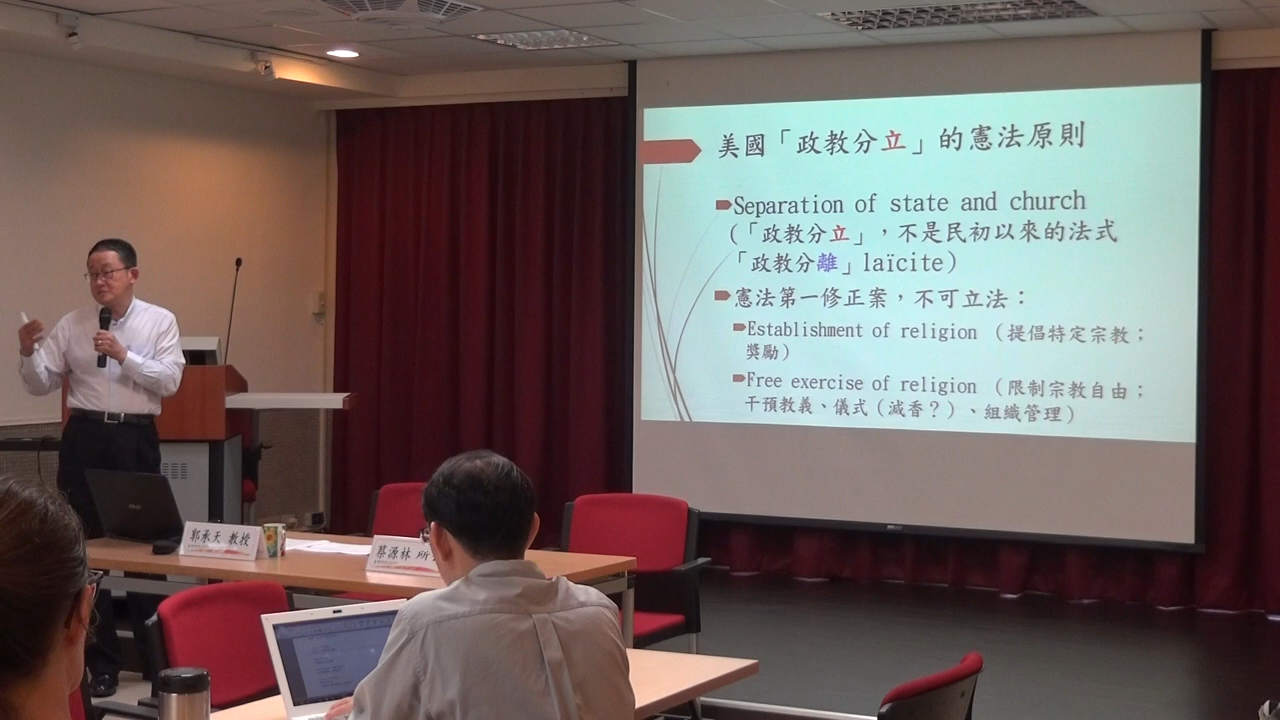 美國「政教分立」的憲法原則
Separation of state and church
(「政教分立」，不是民初以來的法式
「政教分離」laïcite)
憲法第一修正案，不可立法：
Establishment of religion （提倡特定宗教；
獎勵）
Free exercise of religion （限制宗教自由；
干預教義、儀式（減香？）、組織管理）
郭承天 教授
蔡源林 所